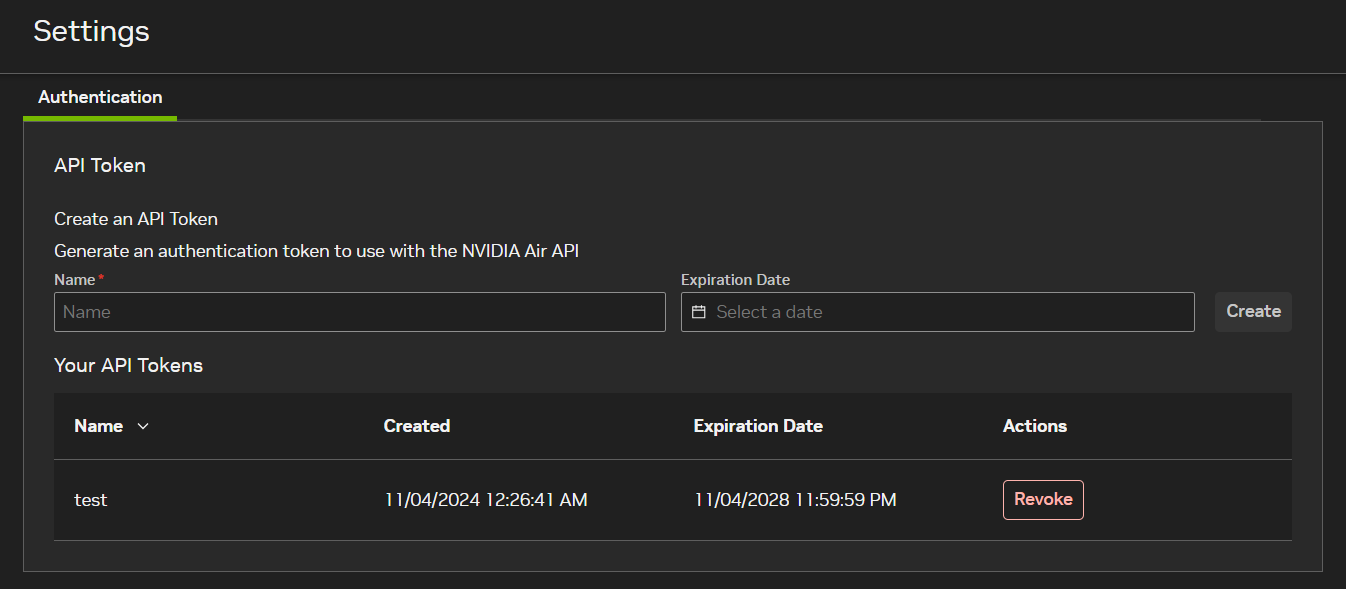 Settings
Authentication
API Token
Create an API Token
Generate an authentication token to use with the NVIDIA Air API
Name* Expiration Date
Name Select a date Create
Your API Tokens
Name Created Expiration Date Actions
test 11/04/2024 12:26:41 AM 11/04/2028 11:59:59 PM Revoke